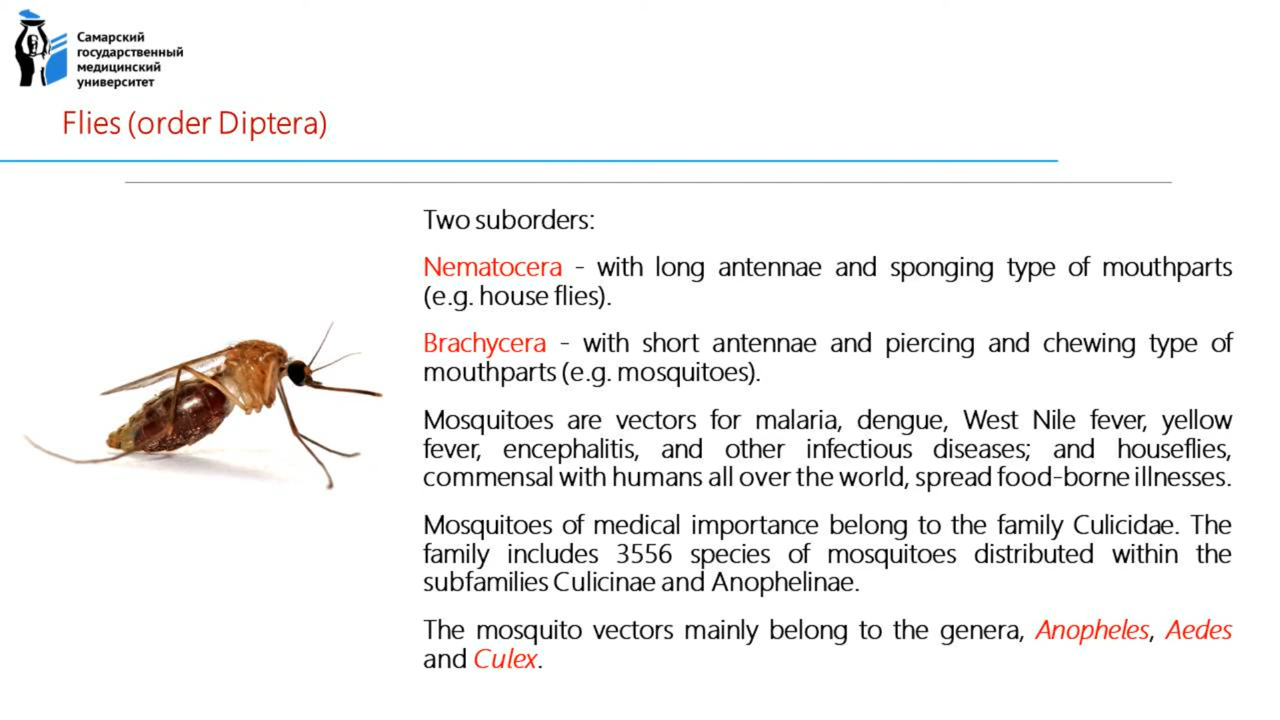 Самарский
государственный
медицинский
университет
Flies (order Diptera)
Two suborders:
Nematocera - with long antennae and sponging type of mouthparts
(e.g. house flies).
Brachycera - with short antennae and piercing and chewing type of
mouthparts (e.g. mosquitoes).
Mosquitoes are vectors for malaria, dengue, West Nile fever, yellow
fever, encephalitis, and other infectious diseases; and houseflies,
commensal with humans all over the world, spread food-borne illnesses.
Mosquitoes of medical importance belong to the family Culicidae. The
family includes 3556 species of mosquitoes distributed within the
subfamilies Culicinae and Anophelinae.
The mosquito vectors mainly belong to the genera, Anopheles, Aedes
and Culex.